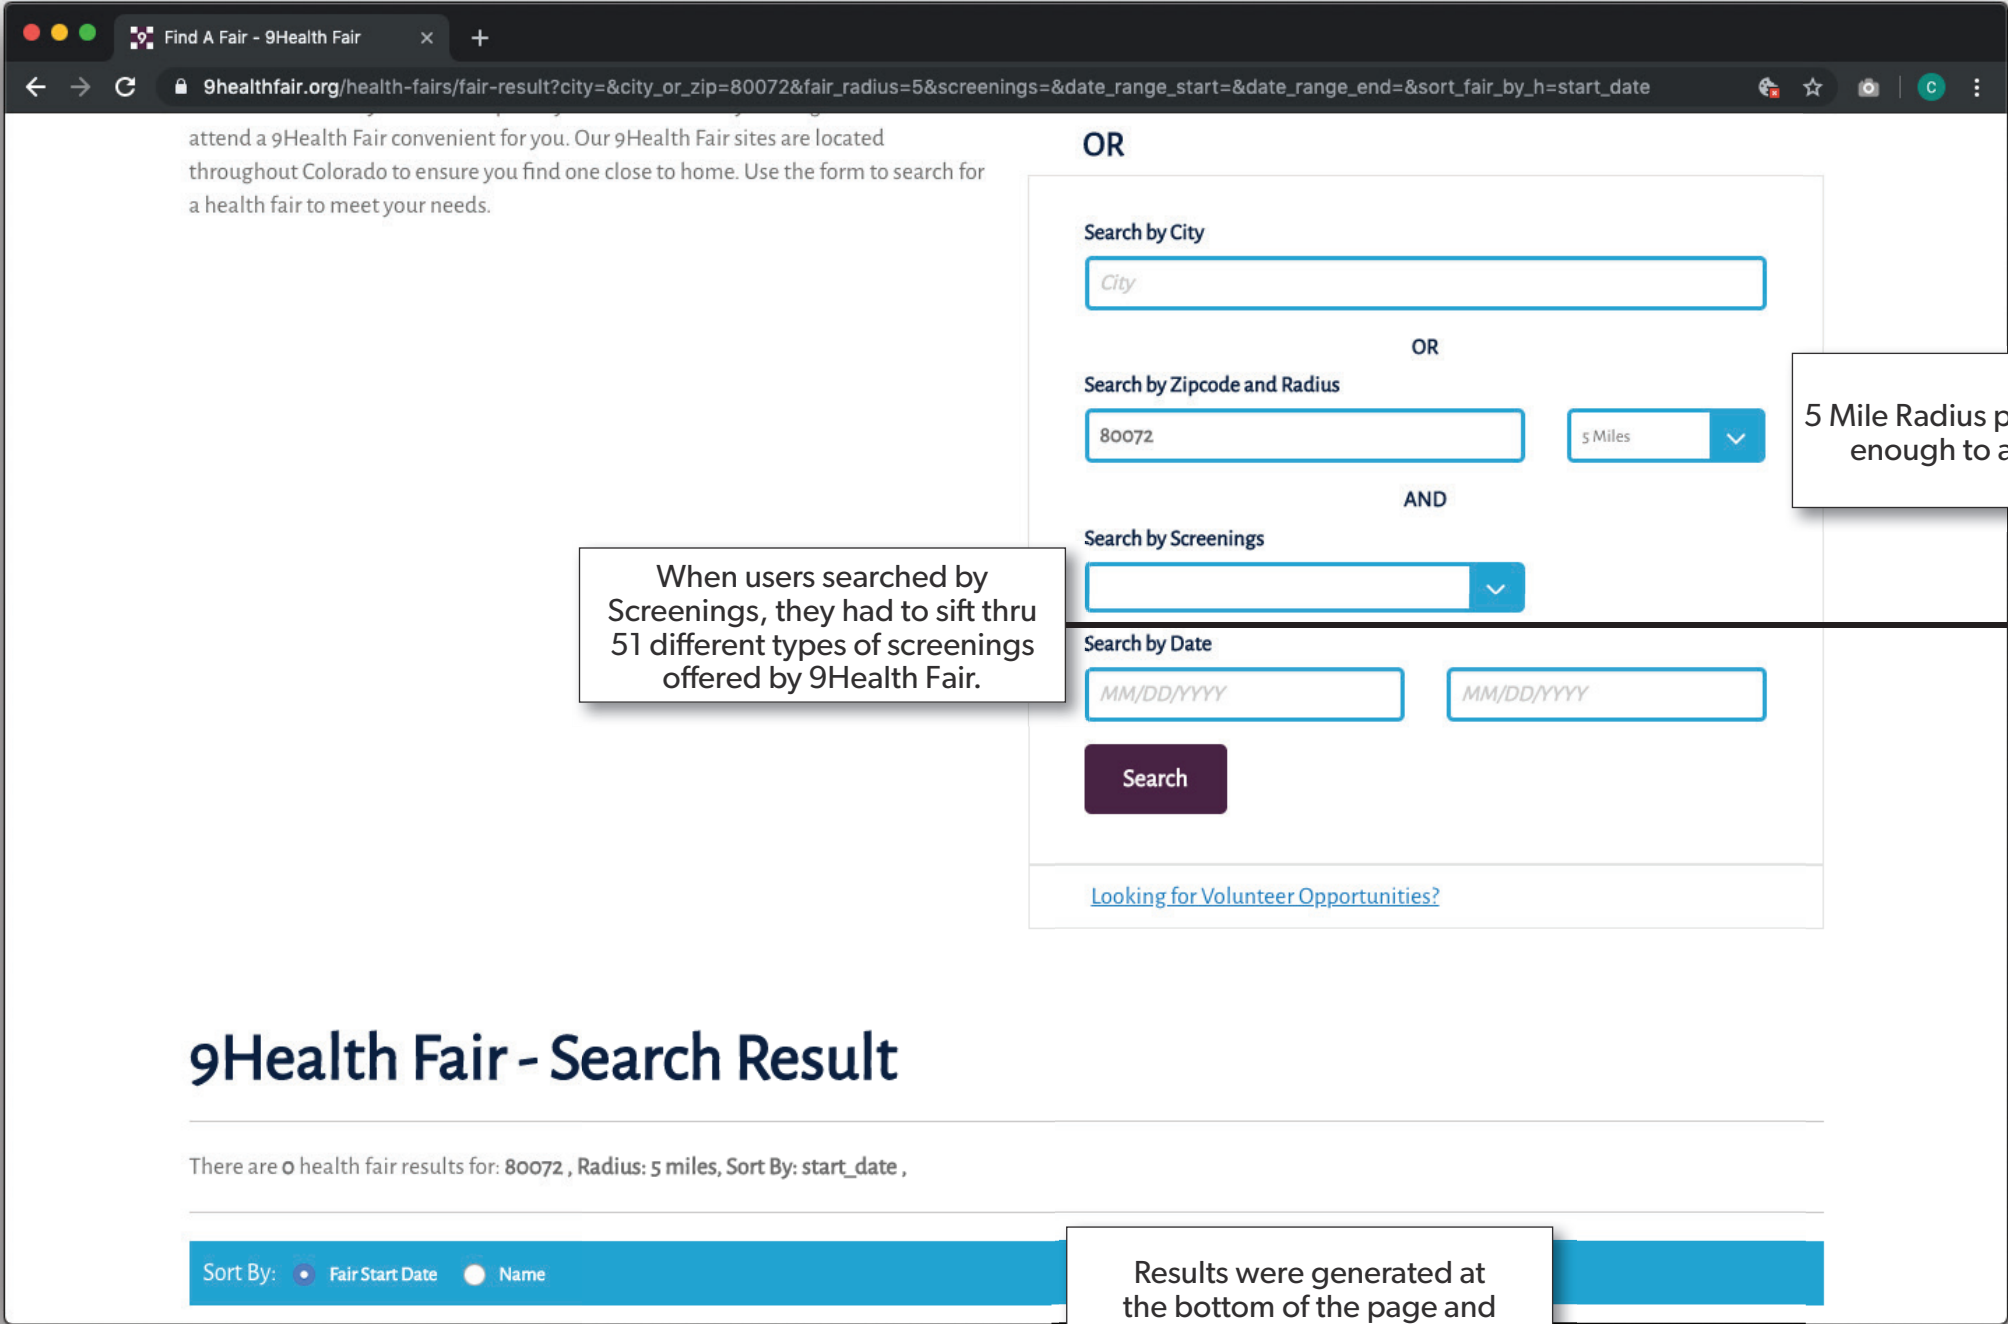 Find A Fair - 9Health Fair
9healthfair.org/health-fairs/fair-result?city=&city_or_zip=80072&fair_radius=5&screenings=&date_range_start=&date_range_end=&sort_fair_by_h=start_date
C
attend a 9Health Fair convenient for you. Our 9Health Fair sites are located
throughout Colorado to ensure you find one close to home. Use the form to search for
a health fair to meet your needs.
OR
Search by City
City
OR
Search by Zipcode and Radius
80072
5 Miles
5 Mile Radius
enough to
AND
Search by Screenings
When users searched by
Screenings, they had to sift thru
51 different types of screenings
offered by 9Health Fair.
Search by Date
MM/DD/YYYY
MM/DD/YYYY
Search
Looking for Volunteer Opportunities?
9Health Fair - Search Result
There are 0 health fair results for: 80072 , Radius: 5 miles, Sort By: start_date ,
Sort By: Fair Start Date Name
Results were generated at
the bottom of the page and